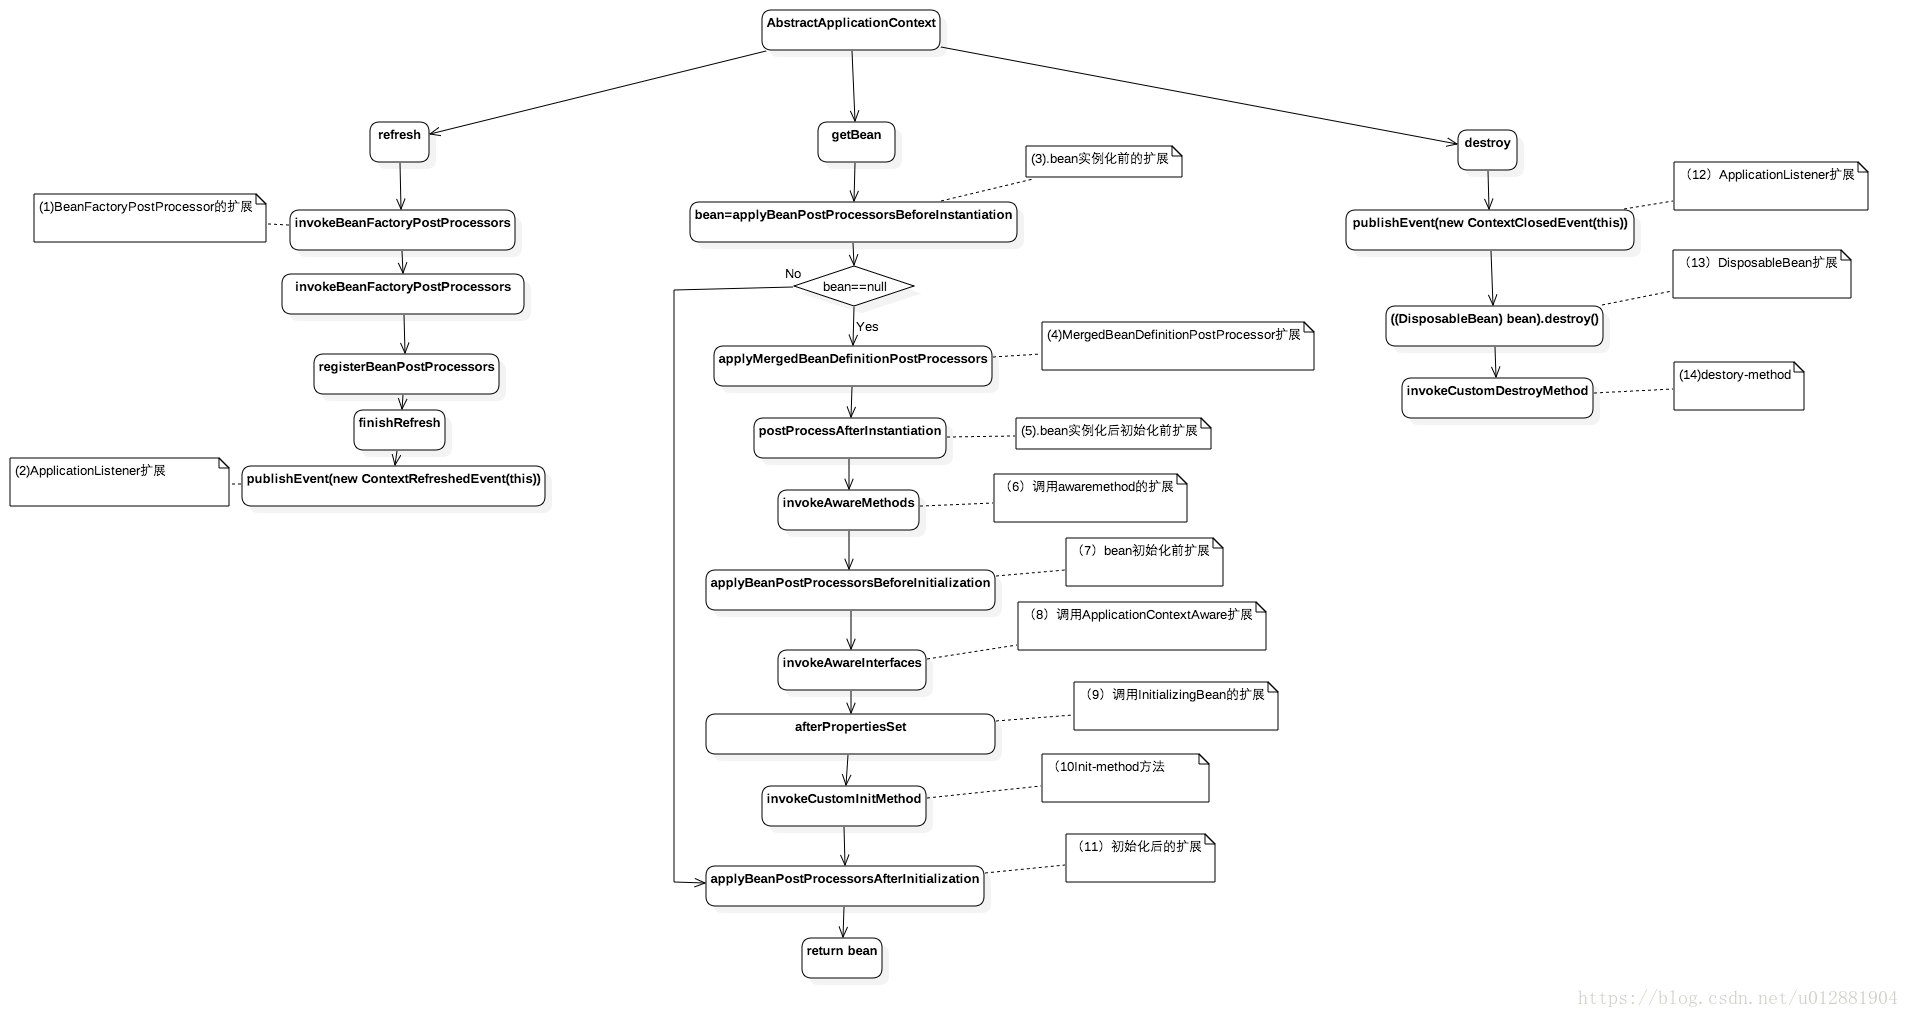 AbstractApplicationContext
refresh
(1)BeanFactoryPostProcessor的扩展
invokeBeanFactoryPostProcessors
invokeBeanFactoryPostProcessors
registerBeanPostProcessors
finishRefresh
(2)ApplicationListener扩展
publishEvent(new ContextRefreshedEvent(this))
getBean
(3).bean实例化前的扩展
bean=applyBeanPostProcessorsBeforeInstantiation
No
bean==null
Yes
(4)MergedBeanDefinitionPostProcessor扩展
applyMergedBeanDefinitionPostProcessors
postProcessAfterInstantiation
(5).bean实例化后初始化前扩展
（6）调用awaremethod的扩展
invokeAwareMethods
（7）bean初始化前扩展
applyBeanPostProcessorsBeforeInitialization
（8）调用ApplicationContextAware扩展
invokeAwareInterfaces
（9）调用InitializingBean的扩展
afterPropertiesSet
（10Init-method方法
invokeCustomInitMethod
（11）初始化后的扩展
applyBeanPostProcessorsAfterInitialization
return bean
destroy
（12）ApplicationListener扩展
publishEvent(new ContextClosedEvent(this))
（13）DisposableBean扩展
((DisposableBean) bean).destroy()
(14)destory-method
invokeCustomDestroyMethod
https://blog.csdn.net/u012881904